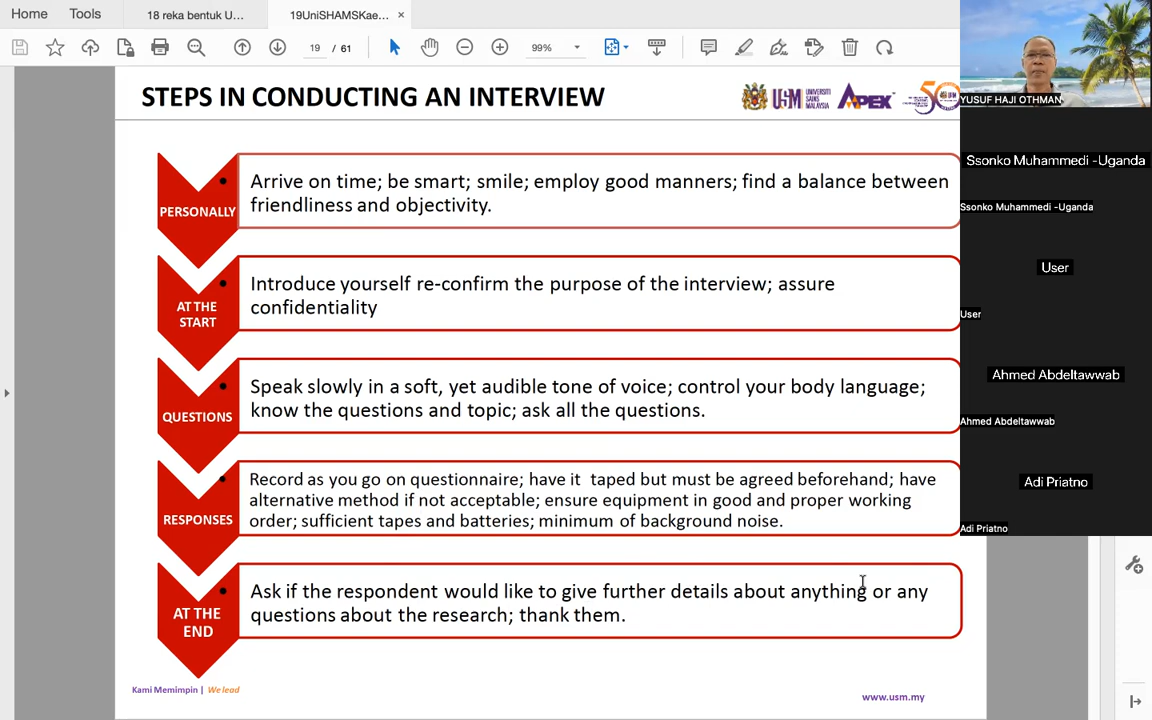 Home
Tools
18 reka bentuk U...
19UniSHAMSKae...
19 / 61
99%
STEPS IN CONDUCTING AN INTERVIEW
USM UNIVERSITI SAINS MALAYSIA
APEX
YUSUF HAJI OTHMAN
PERSONALLY
• Arrive on time; be smart; smile; employ good manners; find a balance between
friendliness and objectivity.
AT THE
START
• Introduce yourself re-confirm the purpose of the interview; assure
confidentiality
QUESTIONS
• Speak slowly in a soft, yet audible tone of voice; control your body language;
know the questions and topic; ask all the questions.
RESPONSES
• Record as you go on questionnaire; have it taped but must be agreed beforehand; have
alternative method if not acceptable; ensure equipment in good and proper working
order; sufficient tapes and batteries; minimum of background noise.
AT THE
END
• Ask if the respondent would like to give further details about anything or any
questions about the research; thank them.
Kami Memimpin | We lead
www.usm.my
Ssonko Muhammedi -Uganda
Ssonko Muhammedi -Uganda
User
User
Ahmed Abdeltawwab
Ahmed Abdeltawwab
Adi Priatno
Adi Priatno